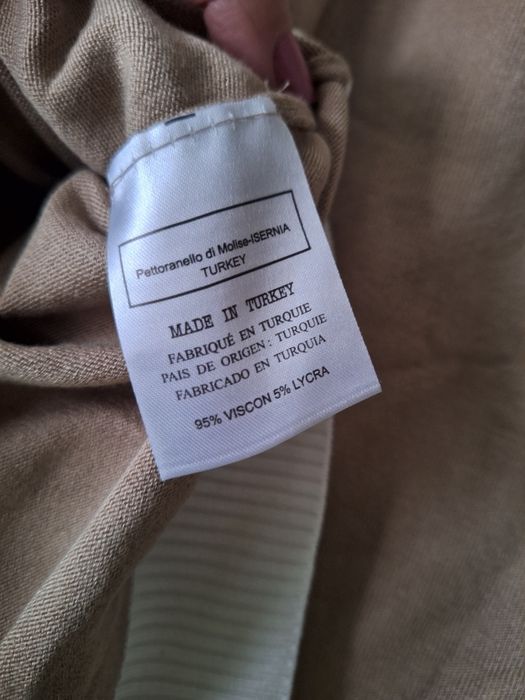 Pettoranello di Molise-ISERNIA
TURKEY
MADE IN TURKEY
FABRIQUÉ EN TURQUIE
PAIS DE ORIGEN : TURQUIE
FABRICADO EN TURQUIA
95% VISCON 5% LYCRA